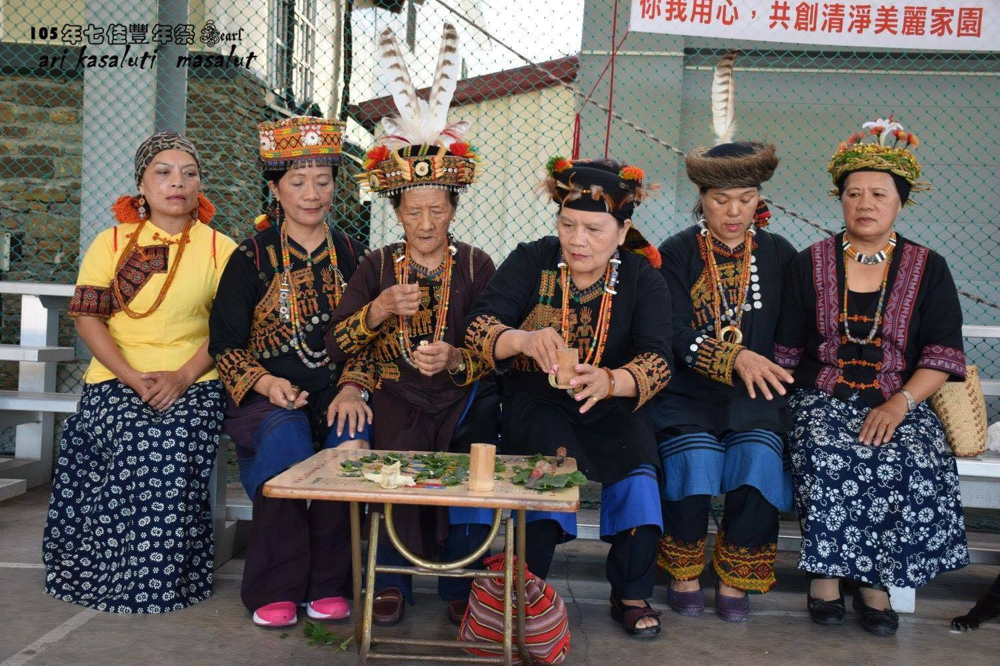 105年七佳豐年祭 Pearl
ari kasaluti masalut
你我用心，共創清淨美麗家園